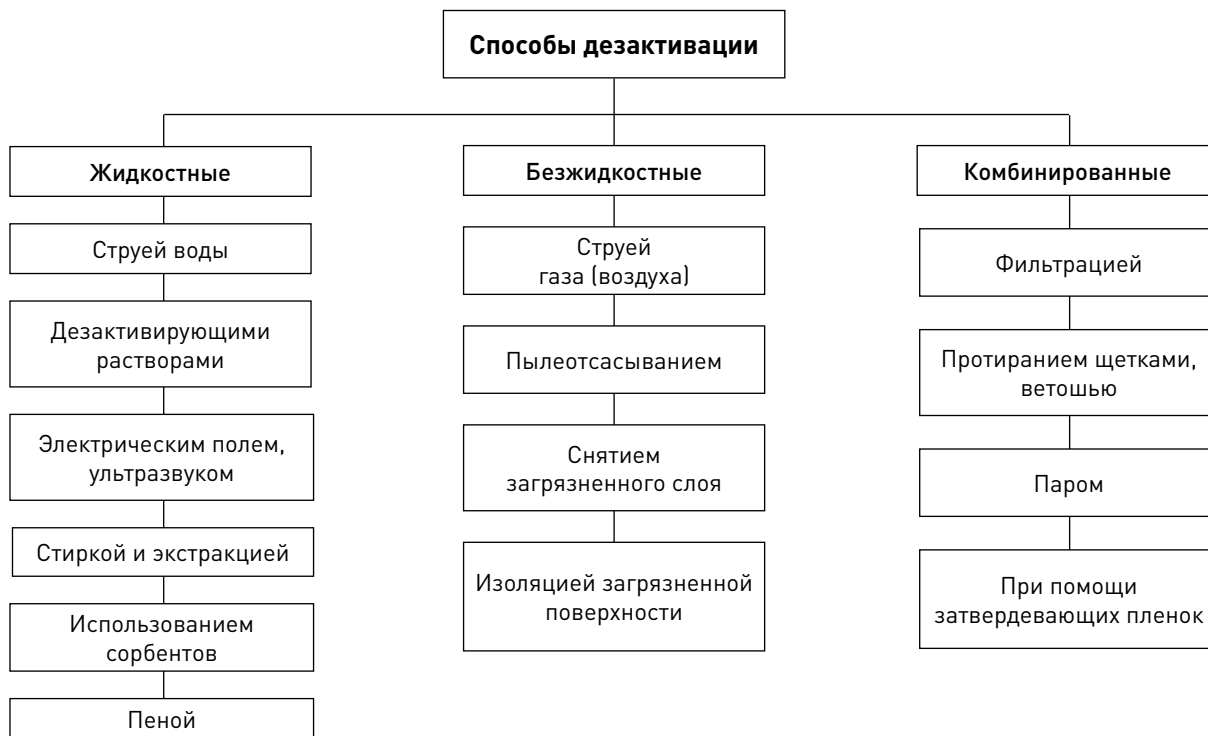 Способы дезактивации
Жидкостные
Струей воды
Дезактивирующими
растворами
Электрическим полем,
ультразвуком
Стиркой и экстракцией
Использованием
сорбентов
Пеной
Безжидкостные
Струей
газа (воздуха)
Пылеотсасыванием
Снятием
загрязненного слоя
Изоляцией загрязненной
поверхности
Комбинированные
Фильтрацией
Протиранием щетками,
ветошью
Паром
При помощи
затвердевающих пленок